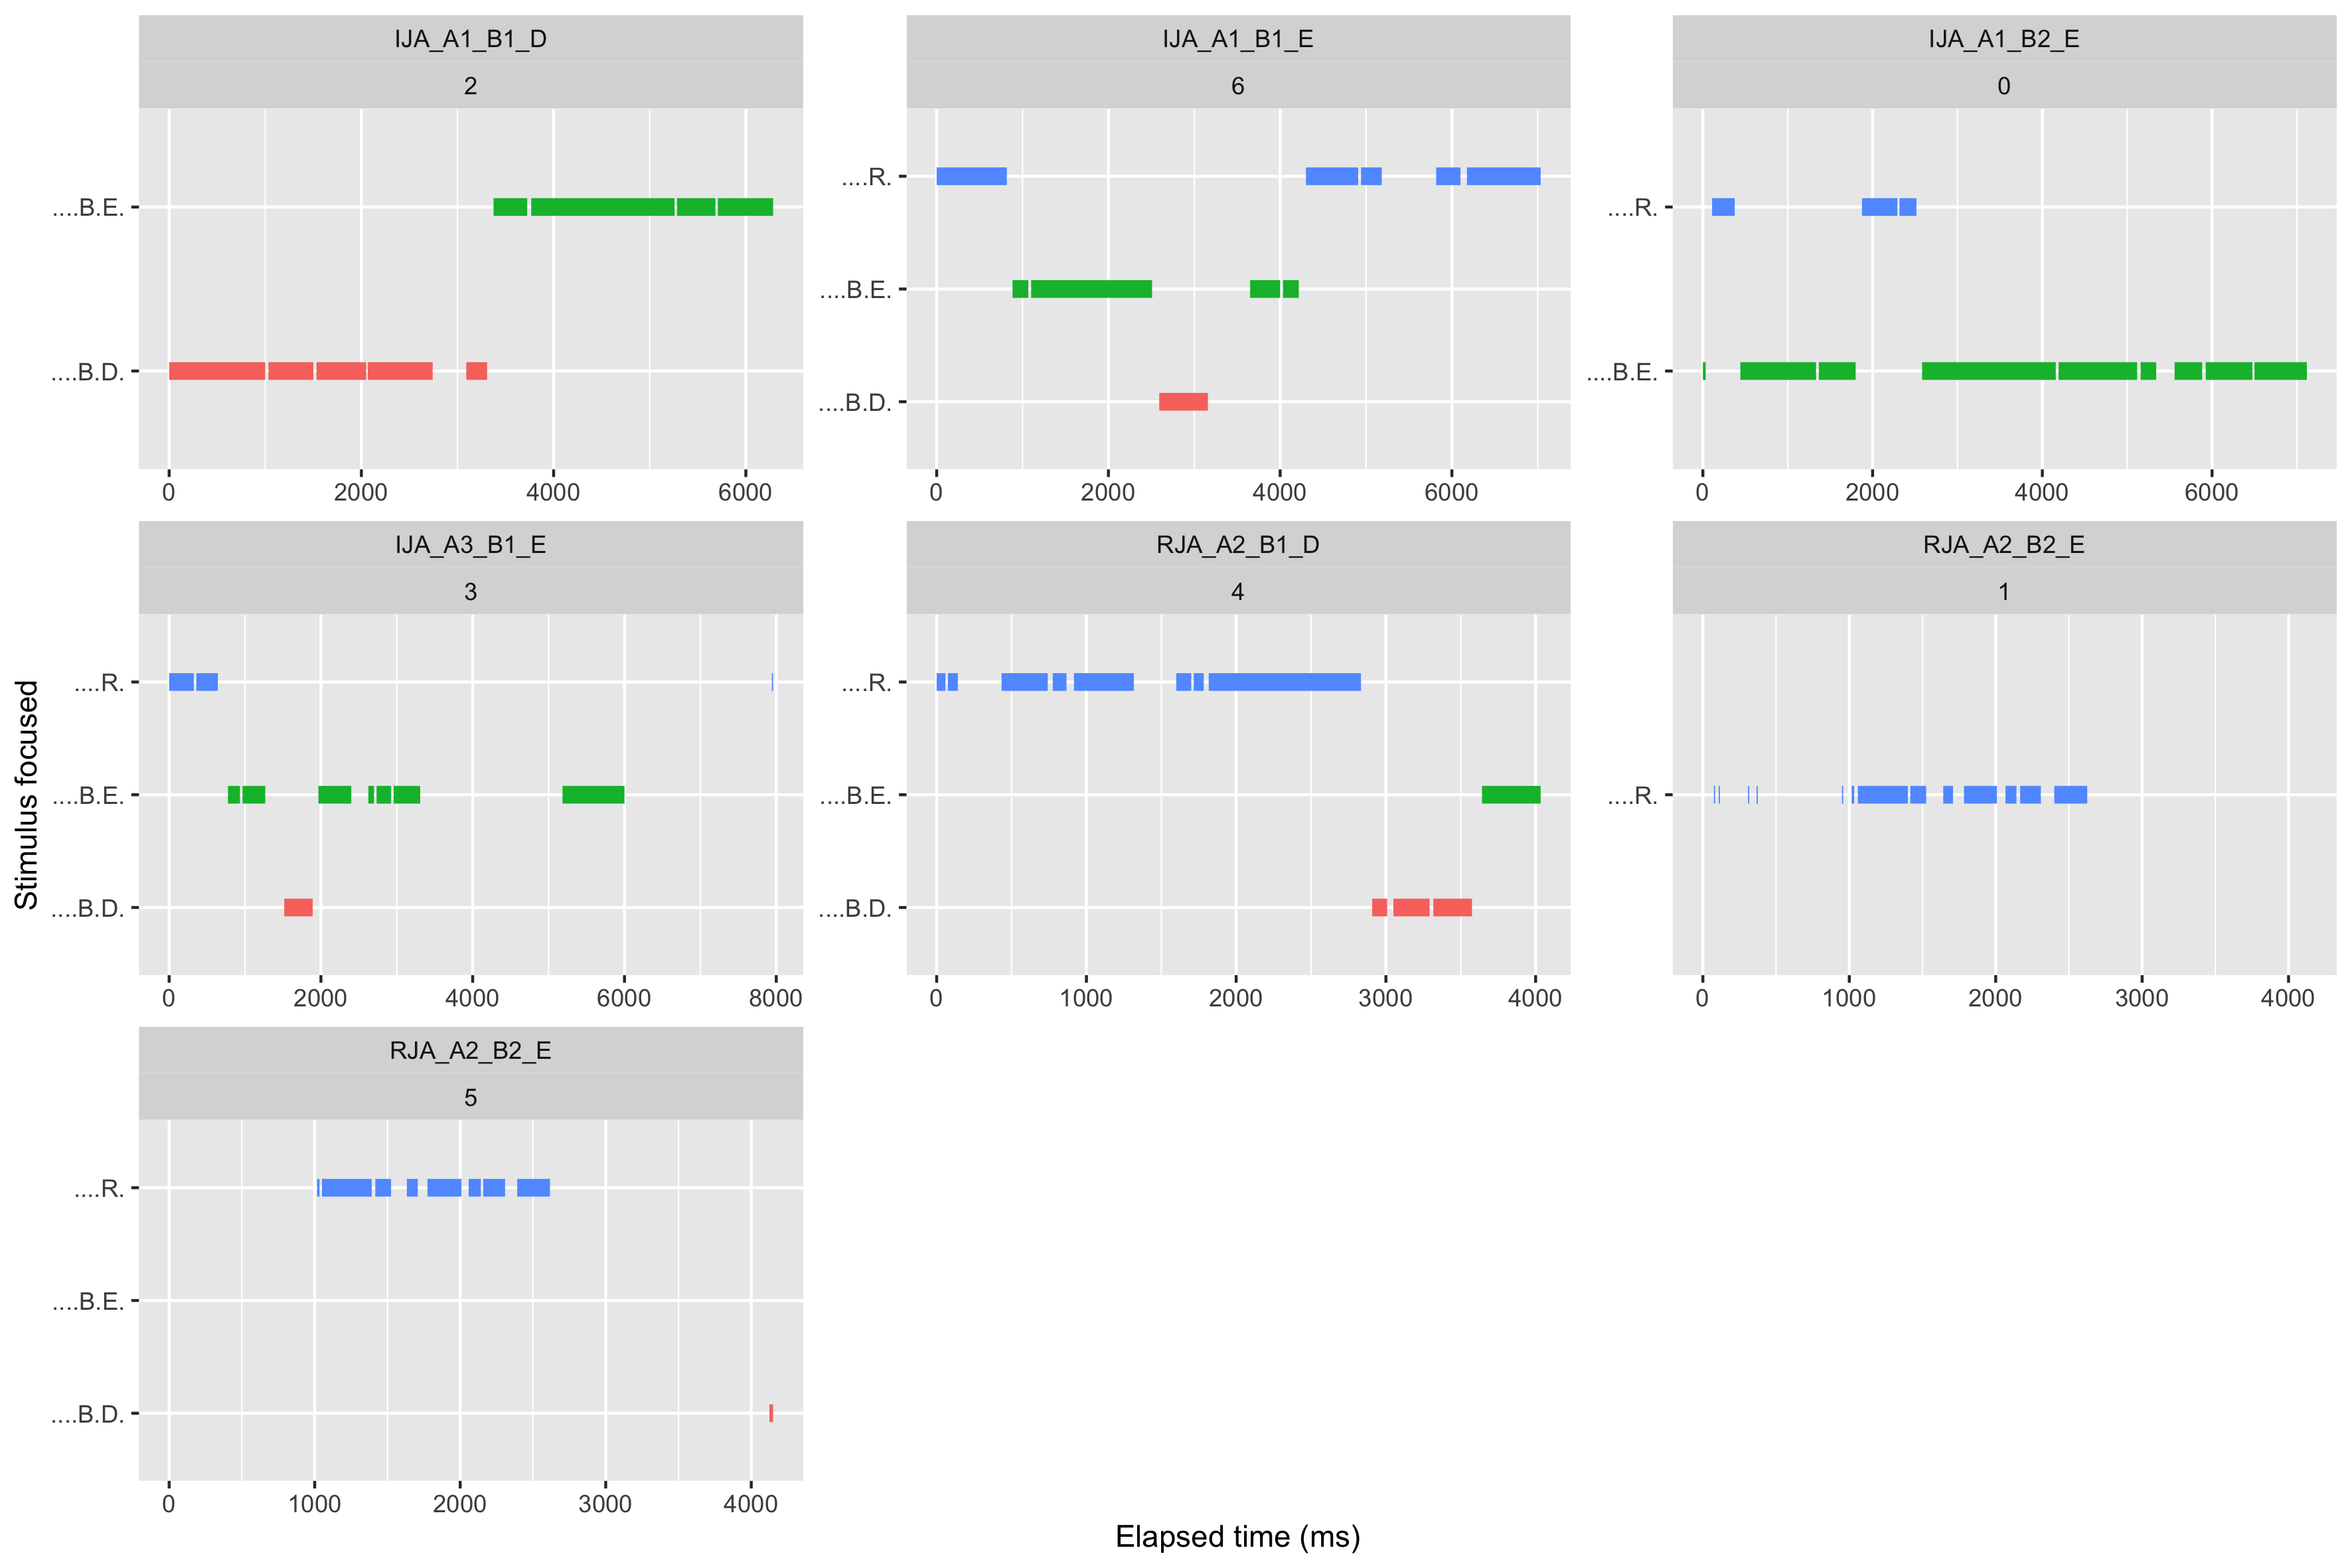 IJA_A1_B1_D
2
....B.E.
....B.D.
0 2000 4000 6000
IJA_A1_B1_E
6
....R.
....B.E.
....B.D.
0 2000 4000 6000
IJA_A1_B2_E
0
....R.
....B.E.
0 2000 4000 6000
Stimulus focused
IJA_A3_B1_E
3
....R.
....B.E.
....B.D.
0 2000 4000 6000 8000
RJA_A2_B1_D
4
....R.
....B.E.
....B.D.
0 1000 2000 3000 4000
RJA_A2_B2_E
1
....R.
0 1000 2000 3000 4000
RJA_A2_B2_E
5
....R.
....B.E.
....B.D.
0 1000 2000 3000 4000
Elapsed time (ms)